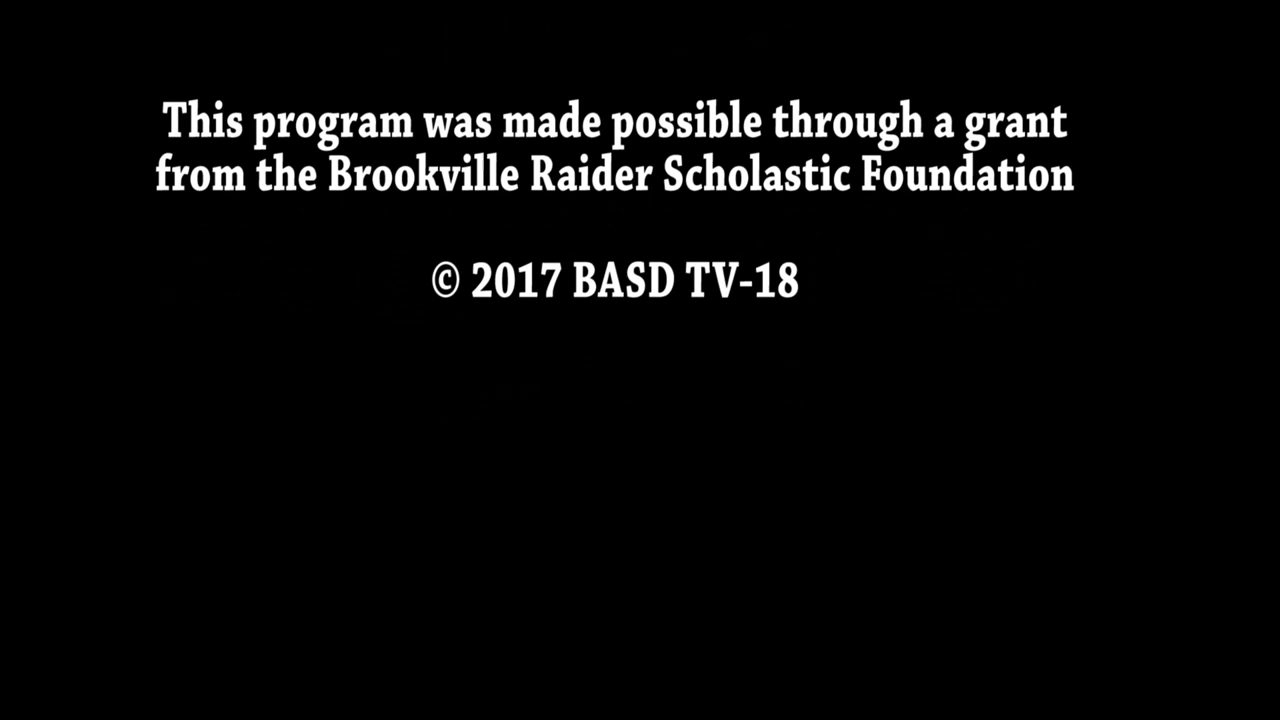 This program was made possible through a grant
from the Brookville Raider Scholastic Foundation
© 2017 BASD TV-18